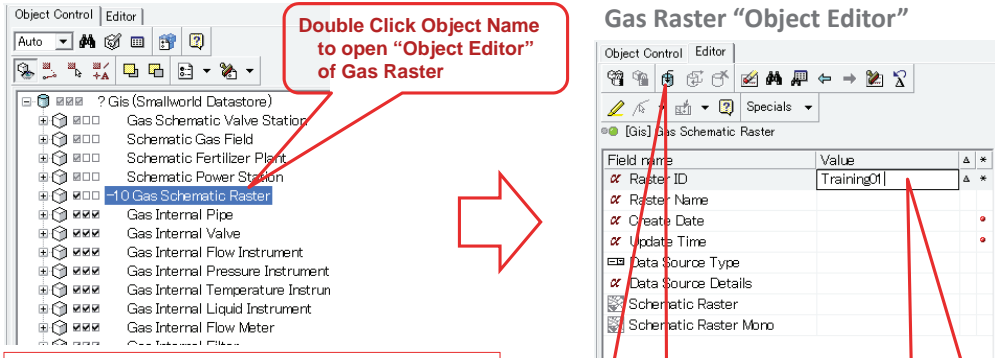 Object Control Editor
Auto
? Gis (Smallworld Datastore)
Gas Schematic Valve Station
Schematic Gas Field
Schematic Fertilizer Plant
Schematic Power Station
-10 Gas Schematic Raster
Gas Internal Pipe
Gas Internal Valve
Gas Internal Flow Instrument
Gas Internal Pressure Instrument
Gas Internal Temperature Instrun
Gas Internal Liquid Instrument
Gas Internal Flow Meter
Gas Internal Filter
Double Click Object Name
to open “Object Editor”
of Gas Raster
Gas Raster “Object Editor”
Object Control Editor
Specials
[Gis] Gas Schematic Raster
Field name Value
Raster ID Training01
Raster Name
Create Date
Update Time
Data Source Type
Data Source Details
Schematic Raster
Schematic Raster Mono